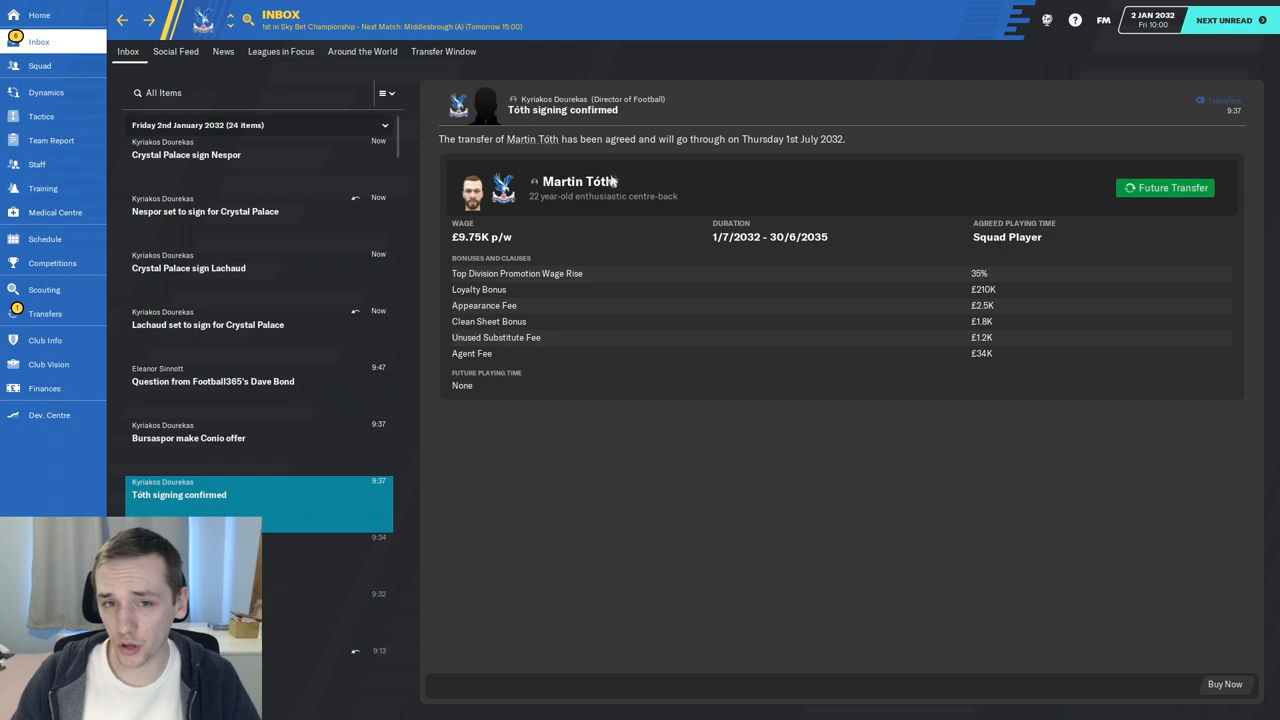 Home
INBOX
1st in Sky Bet Championship - Next Match: Middlesbrough (A) (Tomorrow 15:00)
FM
2 JAN 2032
Fri 10:00
NEXT UNREAD
6
Inbox
Squad
Dynamics
Tactics
Team Report
Staff
Training
Medical Centre
Schedule
Competitions
Scouting
1
Transfers
Club Info
Club Vision
Finances
Dev. Centre
Inbox
Social Feed
News
Leagues in Focus
Around the World
Transfer Window
All Items
Friday 2nd January 2032 (24 items)
Kyriakos Dourekas
Now
Crystal Palace sign Nespor
Kyriakos Dourekas
Now
Nespor set to sign for Crystal Palace
Kyriakos Dourekas
Now
Crystal Palace sign Lachaud
Kyriakos Dourekas
Now
Lachaud set to sign for Crystal Palace
Eleanor Sinnott
9:47
Question from Football365's Dave Bond
Kyriakos Dourekas
9:37
Bursaspor make Conio offer
Kyriakos Dourekas
9:37
Tóth signing confirmed
9:34
9:32
9:13
Kyriakos Dourekas (Director of Football)
Tóth signing confirmed
Transfers
9:37
The transfer of Martin Tóth has been agreed and will go through on Thursday 1st July 2032.
Martin Tóth
22 year-old enthusiastic centre-back
Future Transfer
WAGE
£9.75K p/w
DURATION
1/7/2032 - 30/6/2035
AGREED PLAYING TIME
Squad Player
BONUSES AND CLAUSES
Top Division Promotion Wage Rise 35%
Loyalty Bonus £210K
Appearance Fee £2.5K
Clean Sheet Bonus £1.8K
Unused Substitute Fee £1.2K
Agent Fee £34K
FUTURE PLAYING TIME
None
Buy Now